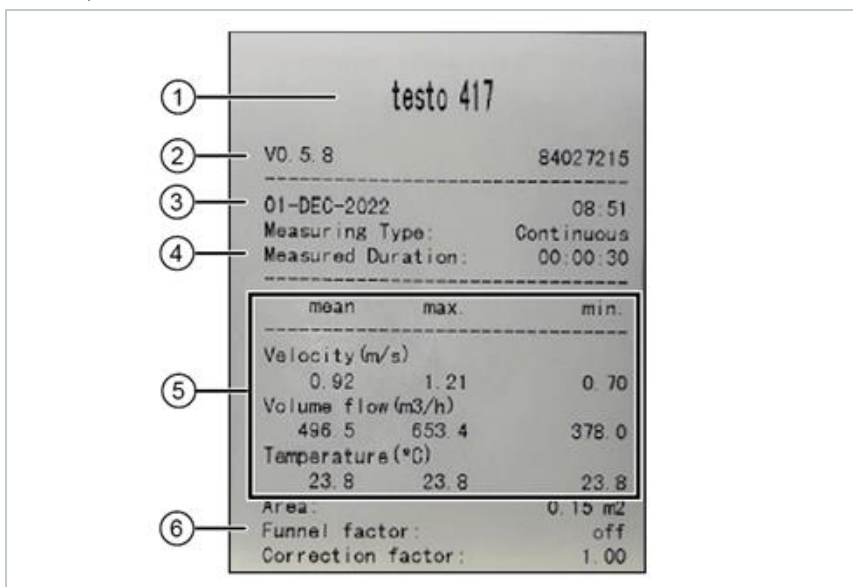 testo 417
① 
② V0.5.8 84027215
③ 01-DEC-2022 08:51
Measuring Type: Continuous
④ Measured Duration: 00:00:30
mean max. min.
Velocity(m/s)
0.92 1.21 0.70
⑤
Volume flow(m3/h)
496.5 653.4 378.0
Temperature(°C)
23.8 23.8 23.8
Area: 0.15 m2
⑥ Funnel factor: off
Correction factor: 1.00